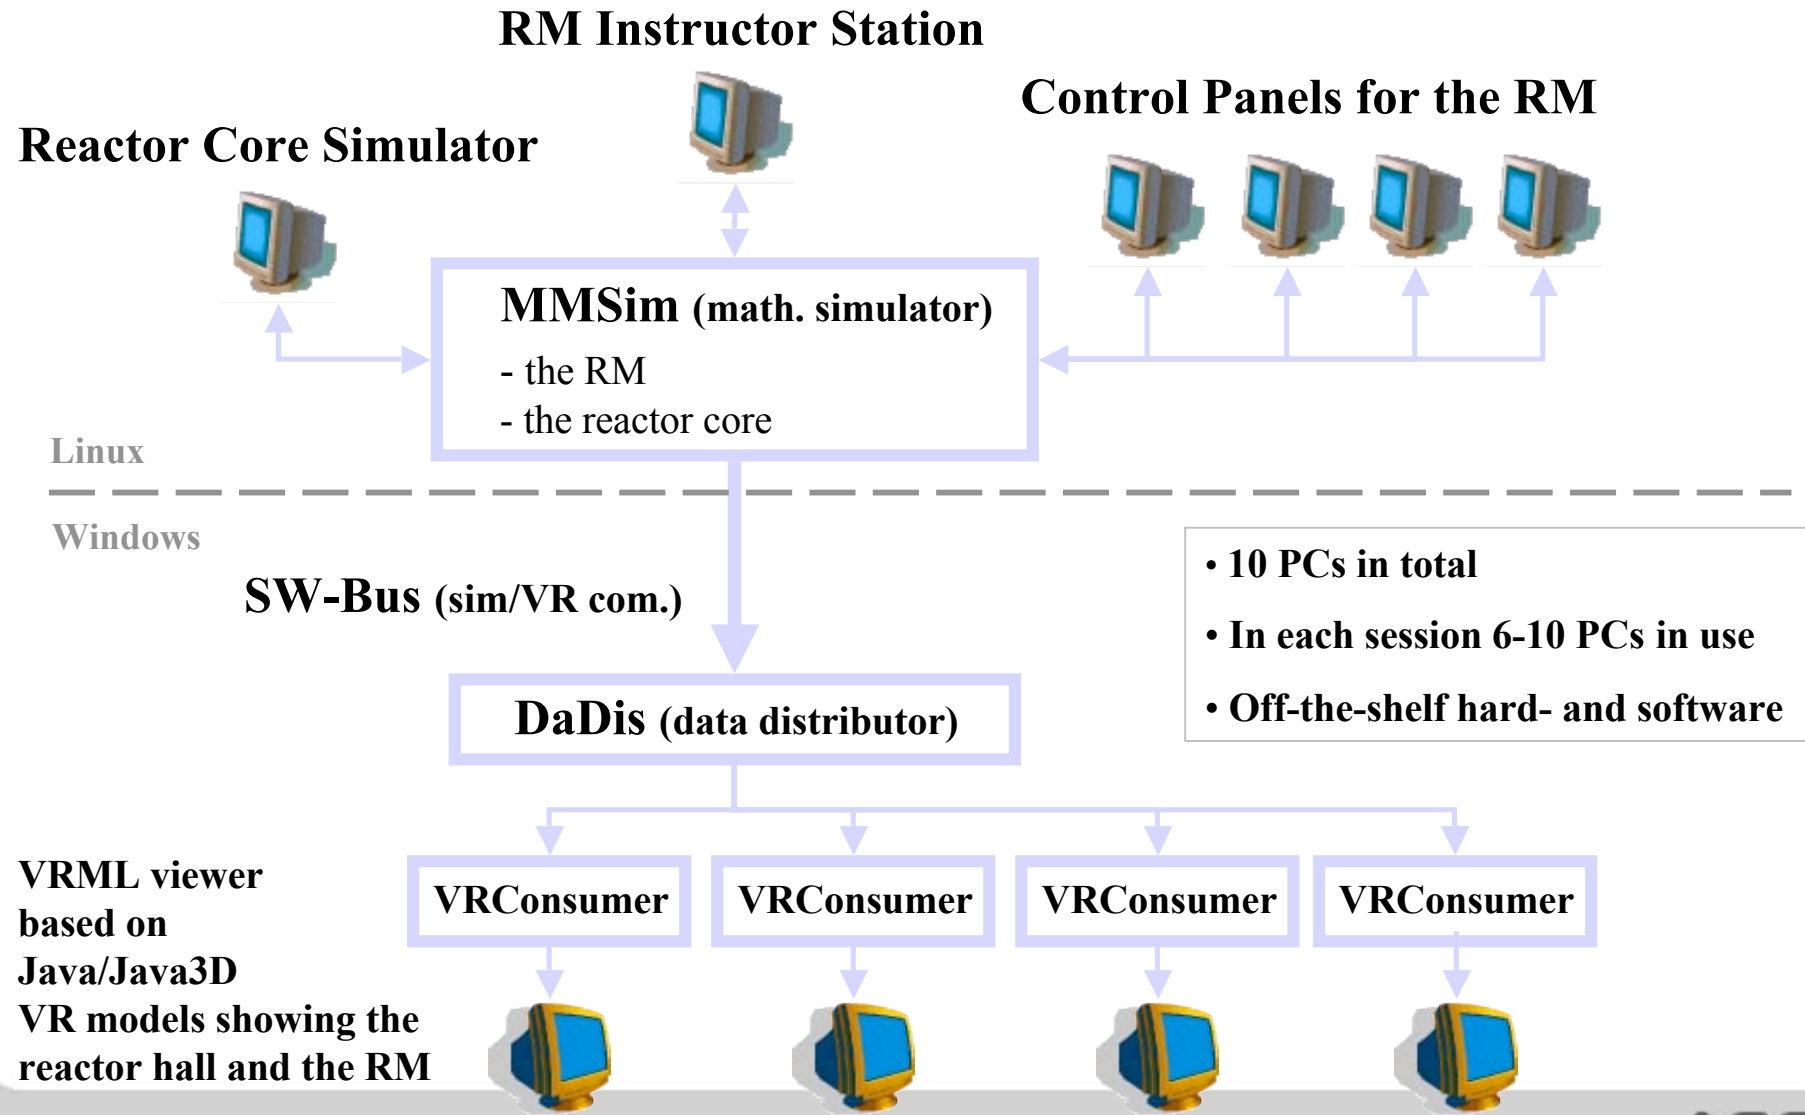 RM Instructor Station
Control Panels for the RM
Reactor Core Simulator
MMSim (math. simulator)
- the RM
- the reactor core
Linux
Windows
SW-Bus (sim/VR com.)
• 10 PCs in total
• In each session 6-10 PCs in use
• Off-the-shelf hard- and software
DaDis (data distributor)
VRConsumer
VRConsumer
VRConsumer
VRConsumer
VRML viewer
based on
Java/Java3D
VR models showing the
reactor hall and the RM